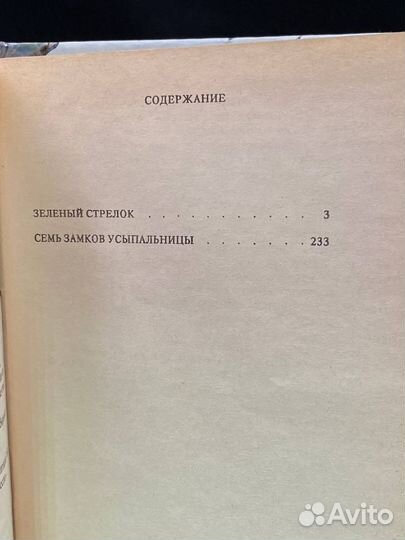 СОДЕРЖАНИЕ
ЗЕЛЕНЫЙ СТРЕЛОК . . . . . . . . . . . 3
СЕМЬ ЗАМКОВ УСЫПАЛЬНИЦЫ . . . . . . . 233
Avito